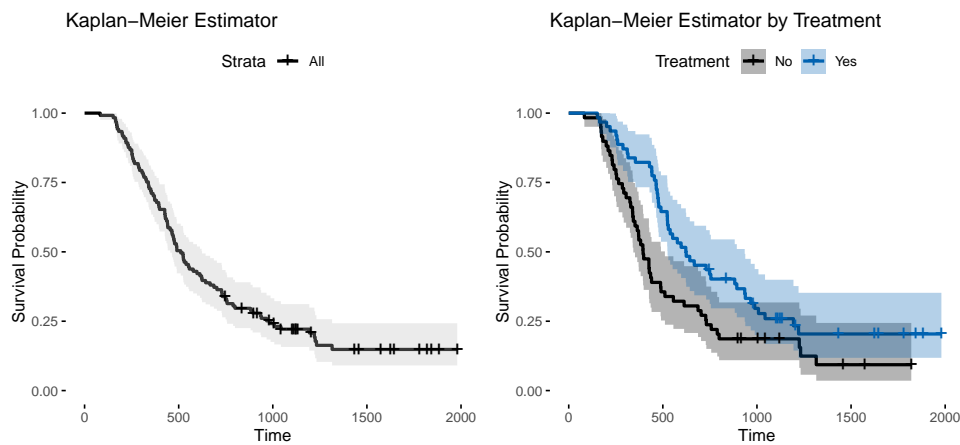 Kaplan−Meier Estimator
Strata All
1.00
0.75
0.50
0.25
0.00
Survival Probability
0 500 1000 1500 2000
Time
Kaplan−Meier Estimator by Treatment
Treatment No Yes
1.00
0.75
0.50
0.25
0.00
Survival Probability
0 500 1000 1500 2000
Time